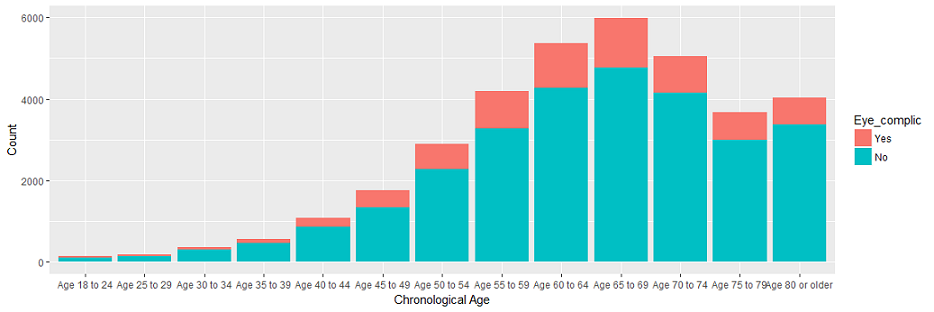 6000
4000
2000
0
Count
Age 18 to 24 Age 25 to 29 Age 30 to 34 Age 35 to 39 Age 40 to 44 Age 45 to 49 Age 50 to 54 Age 55 to 59 Age 60 to 64 Age 65 to 69 Age 70 to 74 Age 75 to 79 Age 80 or older
Chronological Age
Eye_complic
Yes
No